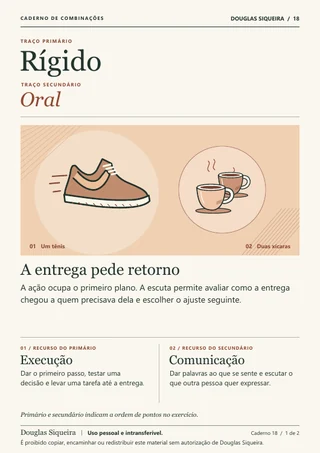 CADERNO DE COMBINAÇÕES
DOUGLAS SIQUEIRA / 18
TRAÇO PRIMÁRIO
Rígido
TRAÇO SECUNDÁRIO
Oral
01 Um tênis
02 Duas xícaras
A entrega pede retorno
A ação ocupa o primeiro plano. A escuta permite avaliar como a entrega
chegou a quem precisava dela e escolher o ajuste seguinte.
01 / RECURSO DO PRIMÁRIO
Execução
Dar o primeiro passo, testar uma
decisão e levar uma tarefa até a entrega.
02 / RECURSO DO SECUNDÁRIO
Comunicação
Dar palavras ao que se sente e escutar o
que outra pessoa quer expressar.
Primário e secundário indicam a ordem de pontos no exercício.
Douglas Siqueira | Uso pessoal e intransferível.
Caderno 18 / 1 de 2
É proibido copiar, encaminhar ou redistribuir este material sem autorização de Douglas Siqueira.